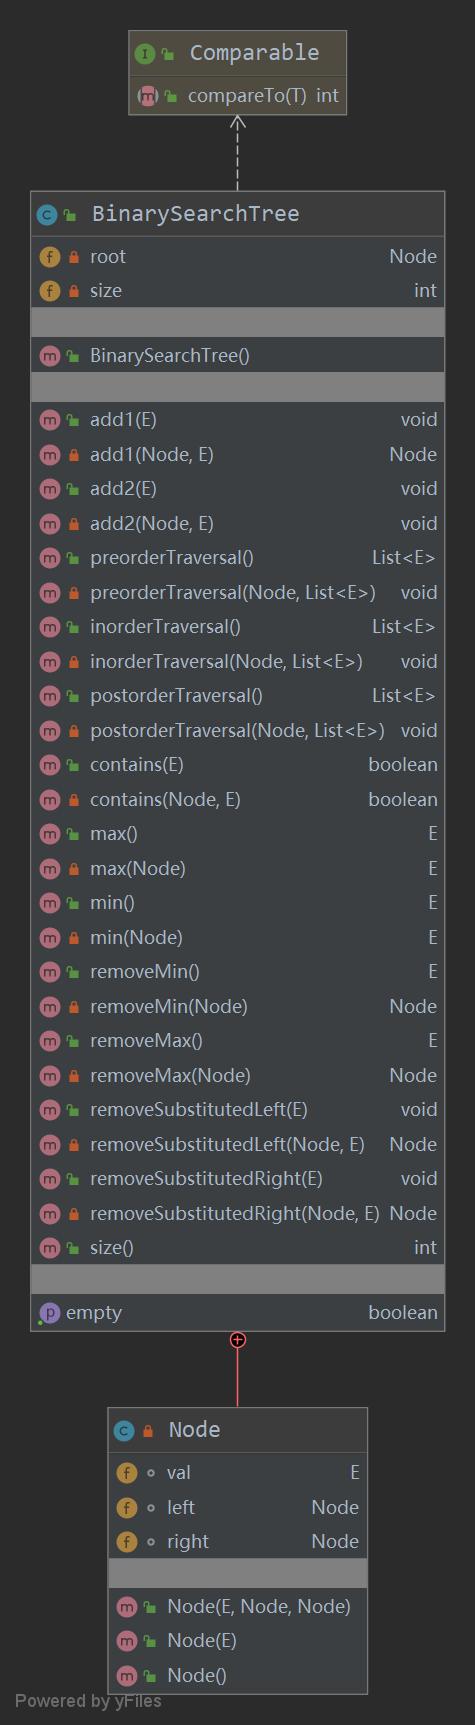 I Comparable
m compareTo(T) int
C BinarySearchTree
f root Node
f size int
m BinarySearchTree()
m add1(E) void
m add1(Node, E) Node
m add2(E) void
m add2(Node, E) void
m preorderTraversal() List<E>
m preorderTraversal(Node, List<E>) void
m inorderTraversal() List<E>
m inorderTraversal(Node, List<E>) void
m postorderTraversal() List<E>
m postorderTraversal(Node, List<E>) void
m contains(E) boolean
m contains(Node, E) boolean
m max() E
m max(Node) E
m min() E
m min(Node) E
m removeMin() E
m removeMin(Node) Node
m removeMax() E
m removeMax(Node) Node
m removeSubstitutedLeft(E) void
m removeSubstitutedLeft(Node, E) Node
m removeSubstitutedRight(E) void
m removeSubstitutedRight(Node, E) Node
m size() int
p empty boolean
C Node
f val E
f left Node
f right Node
m Node(E, Node, Node)
m Node(E)
m Node()
Powered by yFiles